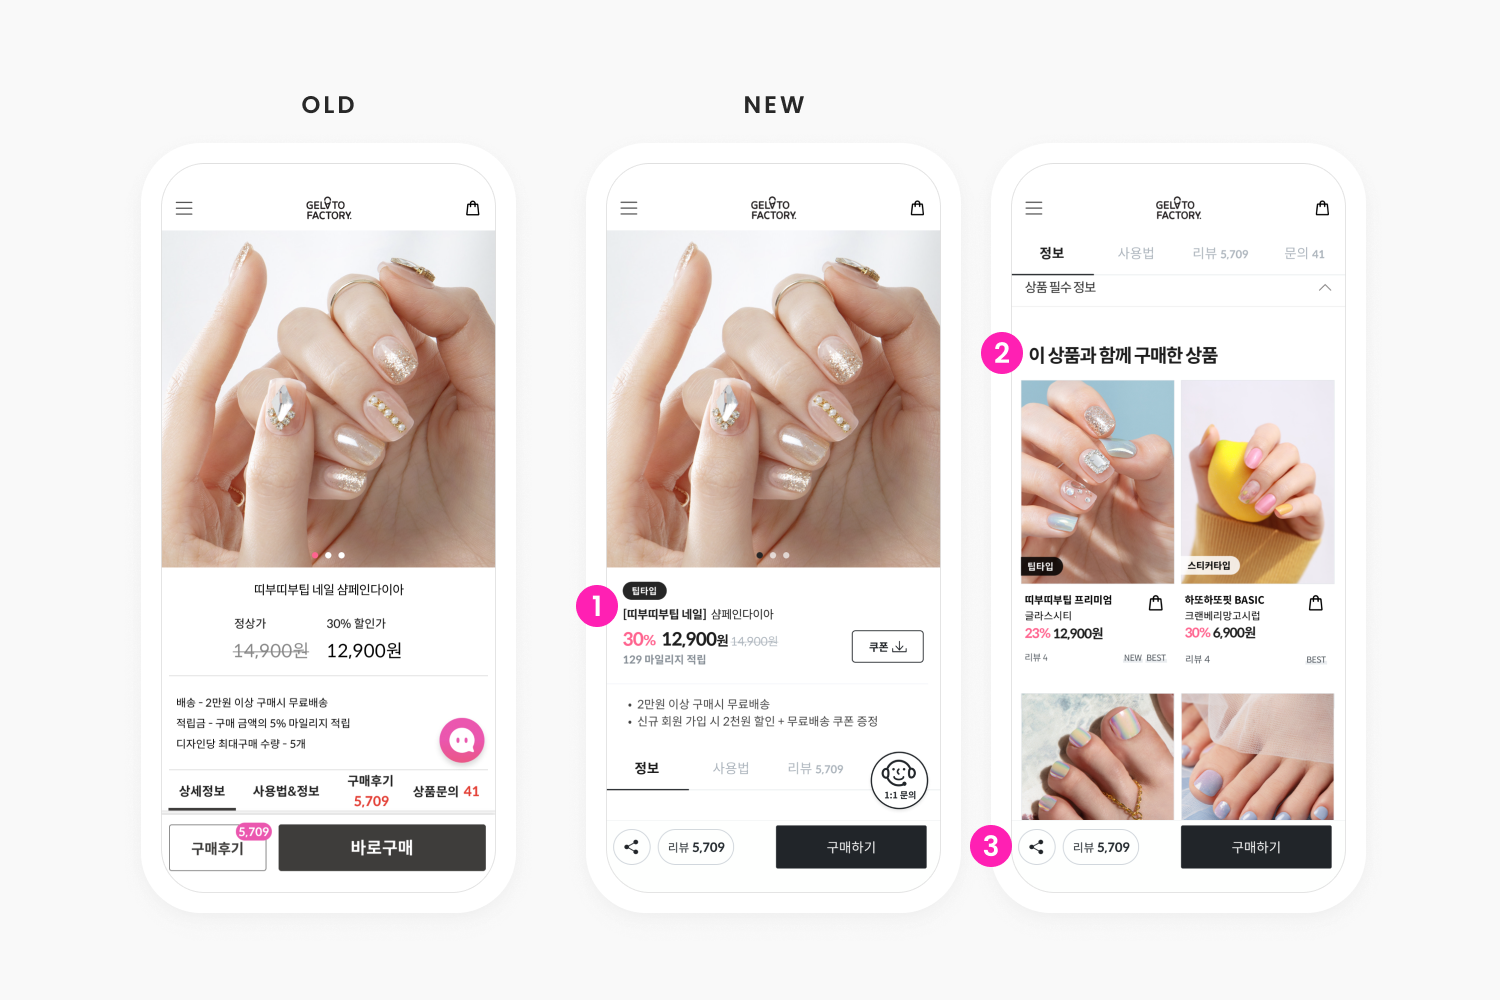 OLD
GELATO
FACTORY.
띠부띠부팁 네일 샴페인다이아
정상가
30% 할인가
14,900원
12,900원
배송 - 2만원 이상 구매시 무료배송
적립금 - 구매 금액의 5% 마일리지 적립
디자인당 최대구매 수량 - 5개
상세정보
사용법&정보
구매후기
5,709
상품문의 41
구매후기
5,709
바로구매
NEW
GELATO
FACTORY.
1
팁타입
[띠부띠부팁 네일] 샴페인다이아
30% 12,900원 14,900원
129 마일리지 적립
쿠폰
• 2만원 이상 구매시 무료배송
• 신규 회원 가입 시 2천원 할인 + 무료배송 쿠폰 증정
정보
사용법
리뷰 5,709
1:1 문의
리뷰 5,709
구매하기
GELATO
FACTORY.
정보
사용법
리뷰 5,709
문의 41
상품 필수 정보
2
이 상품과 함께 구매한 상품
팁타입
띠부띠부팁 프리미엄
글라스시티
23% 12,900원
리뷰 4
NEW BEST
스티커타입
하또하또핏 BASIC
크랜베리망고시럽
30% 6,900원
리뷰 4
BEST
3
리뷰 5,709
구매하기